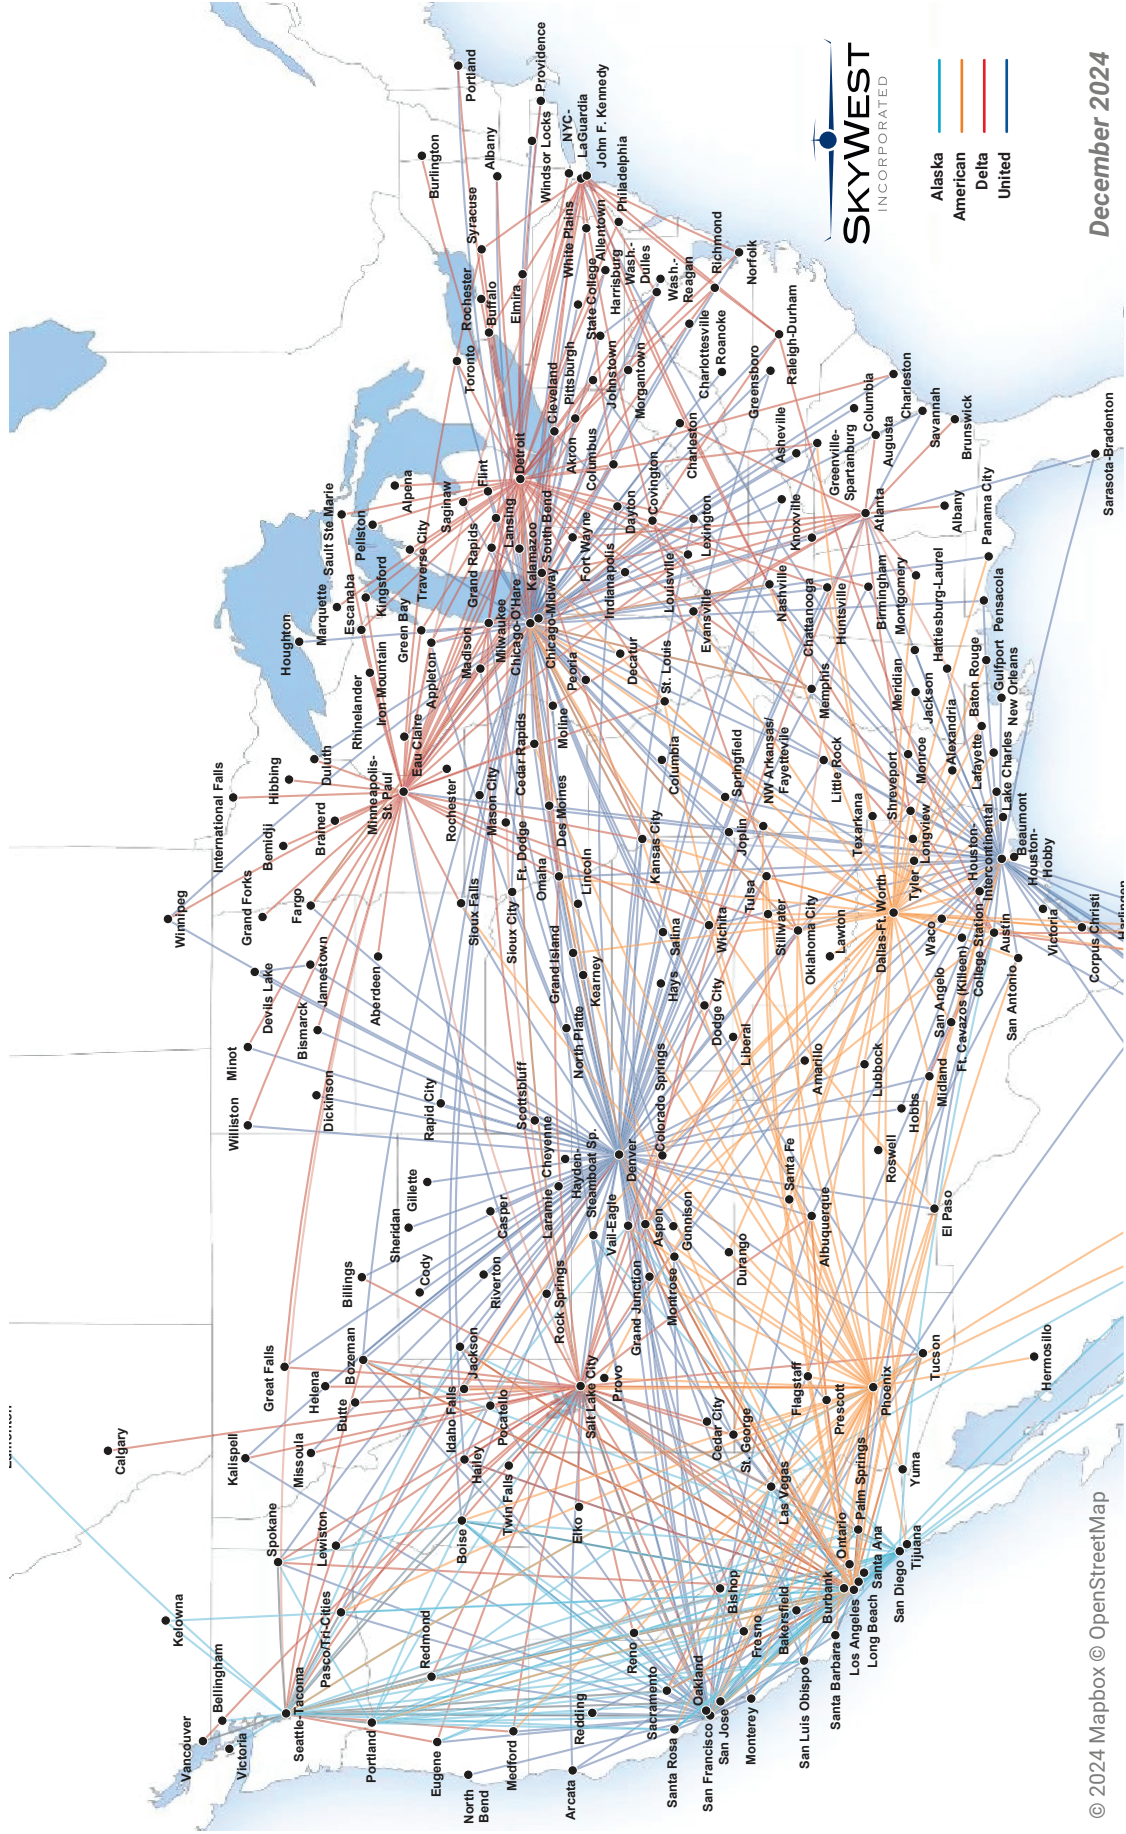 Vancouver
Victoria
Bellingham
Kelowna
Seattle-Tacoma
Spokane
Calgary
Kalispell
Missoula
Lewiston
Pasco/Tri-Cities
Portland
Redmond
Eugene
North
Bend
Medford
Arcata
Redding
Santa Rosa
Sacramento
Reno
Oakland
San Francisco
San Jose
Monterey
Fresno
Bishop
Bakersfield
San Luis Obispo
Santa Barbara
Burbank
Los Angeles
Long Beach
Santa Ana
Ontario
Palm Springs
San Diego
Tijuana
Yuma
Las Vegas
Boise
Hailey
Twin Falls
Elko
Idaho Falls
Pocatello
Jackson
Great Falls
Helena
Butte
Bozeman
Billings
Cody
Sheridan
Gillette
Riverton
Casper
Rock Springs
Laramie
Cheyenne
Scottsbluff
Salt Lake City
Provo
Cedar City
St. George
Flagstaff
Prescott
Phoenix
Tucson
Hermosillo
Hayden-
Steamboat Sp.
Vail-Eagle
Denver
Aspen
Gunnison
Grand Junction
Montrose
Durango
Colorado Springs
Santa Fe
Albuquerque
Roswell
Hobbs
El Paso
Williston
Minot
Dickinson
Bismarck
Devils Lake
Jamestown
Winnipeg
Grand Forks
Fargo
Aberdeen
Rapid City
Sioux Falls
Sioux City
North Platte
Kearney
Grand Island
Lincoln
Omaha
Hays
Salina
Dodge City
Liberal
Wichita
Amarillo
Lubbock
Midland
San Angelo
Ft. Cavazos (Killeen)
College Station
Austin
San Antonio
Victoria
Corpus Christi
Harlingen
Waco
Dallas-Ft. Worth
Lawton
Oklahoma City
Stillwater
Tulsa
Joplin
Kansas City
International Falls
Hibbing
Bemidji
Brainerd
Duluth
Minneapolis-
St. Paul
Eau Claire
Rochester
Mason City
Ft. Dodge
Des Moines
Cedar Rapids
Moline
Peoria
Decatur
St. Louis
Columbia
Springfield
NW Arkansas/
Fayetteville
Little Rock
Texarkana
Shreveport
Monroe
Longview
Tyler
Houston-
Intercontinental
Houston-
Hobby
Beaumont
Lake Charles
Lafayette
Alexandria
Baton Rouge
New Orleans
Gulfport
Jackson
Meridian
Hattiesburg-Laurel
Memphis
Houghton
Marquette
Escanaba
Kingsford
Iron Mountain
Rhinelander
Green Bay
Appleton
Madison
Milwaukee
Chicago-O'Hare
Chicago-Midway
Sault Ste Marie
Pellston
Apena
Traverse City
Saginaw
Flint
Grand Rapids
Lansing
Kalamazoo
South Bend
Detroit
Fort Wayne
Indianapolis
Dayton
Covington
Columbus
Akron
Cleveland
Louisville
Lexington
Evansville
Nashville
Knoxville
Chattanooga
Huntsville
Birmingham
Montgomery
Pensacola
Panama City
Albany
Atlanta
Asheville
Greenville-
Spartanburg
Augusta
Columbia
Charleston
Savannah
Brunswick
Sarasota-Bradenton
Charleston
Greensboro
Raleigh-Durham
Roanoke
Charlottesville
Richmond
Norfolk
Morgantown
Johnstown
Pittsburgh
State College
Harrisburg
Wash.-
Dulles
Wash.-
Reagan
Toronto
Buffalo
Rochester
Syracuse
Elmira
Burlington
Albany
Portland
Providence
Windsor Locks
White Plains
Allentown
NYC-
LaGuardia
John F. Kennedy
Philadelphia
SKYWEST
INCORPORATED
Alaska
American
Delta
United
December 2024
© 2024 Mapbox © OpenStreetMap